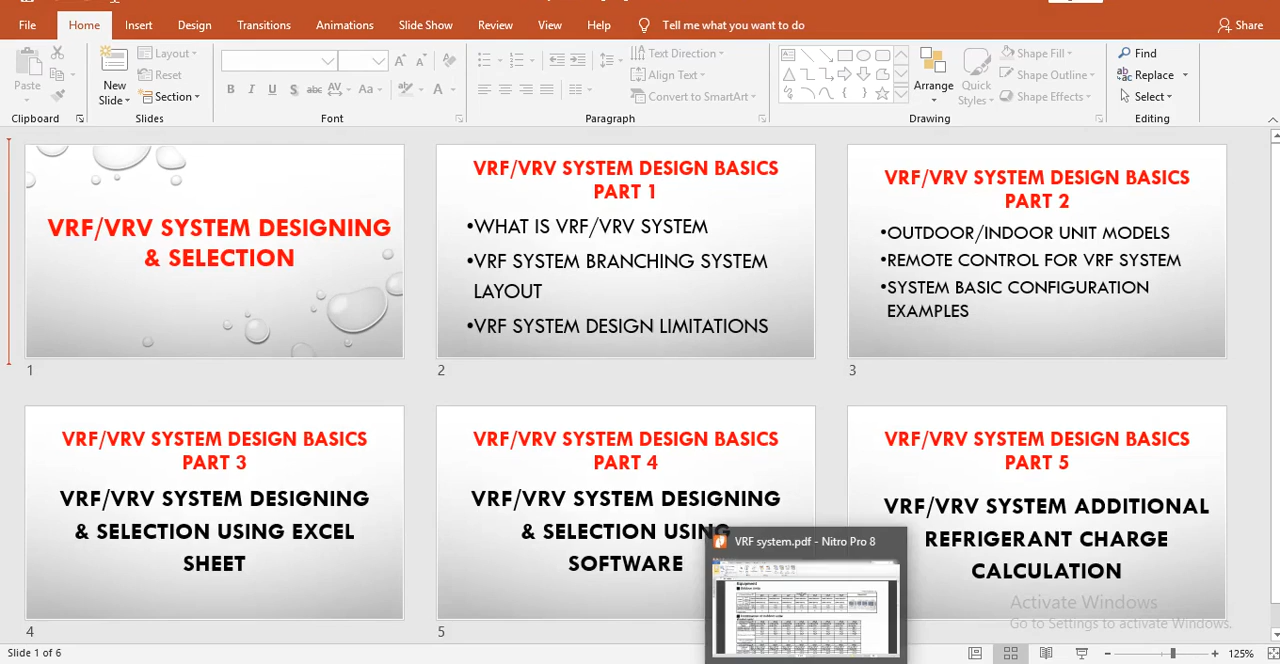 File Home Insert Design Transitions Animations Slide Show Review View Help Tell me what you want to do Share
Paste
New Slide
Layout
Reset
Section
B I U S abc AV Aa A
Text Direction
Align Text
Convert to SmartArt
Arrange
Quick Styles
Shape Fill
Shape Outline
Shape Effects
Find
Replace
Select
Clipboard Slides Font Paragraph Drawing Editing
VRF/VRV SYSTEM DESIGNING
& SELECTION
1
VRF/VRV SYSTEM DESIGN BASICS
PART 1
•WHAT IS VRF/VRV SYSTEM
•VRF SYSTEM BRANCHING SYSTEM
LAYOUT
•VRF SYSTEM DESIGN LIMITATIONS
2
VRF/VRV SYSTEM DESIGN BASICS
PART 2
•OUTDOOR/INDOOR UNIT MODELS
•REMOTE CONTROL FOR VRF SYSTEM
•SYSTEM BASIC CONFIGURATION
EXAMPLES
3
VRF/VRV SYSTEM DESIGN BASICS
PART 3
VRF/VRV SYSTEM DESIGNING
& SELECTION USING EXCEL
SHEET
4
VRF/VRV SYSTEM DESIGN BASICS
PART 4
VRF/VRV SYSTEM DESIGNING
& SELECTION USING
SOFTWARE
5
VRF/VRV SYSTEM DESIGN BASICS
PART 5
VRF/VRV SYSTEM ADDITIONAL
REFRIGERANT CHARGE
CALCULATION
VRF system.pdf - Nitro Pro 8
Equipment
Activate Windows
Go to Settings to activate Windows.
Slide 1 of 6
125%